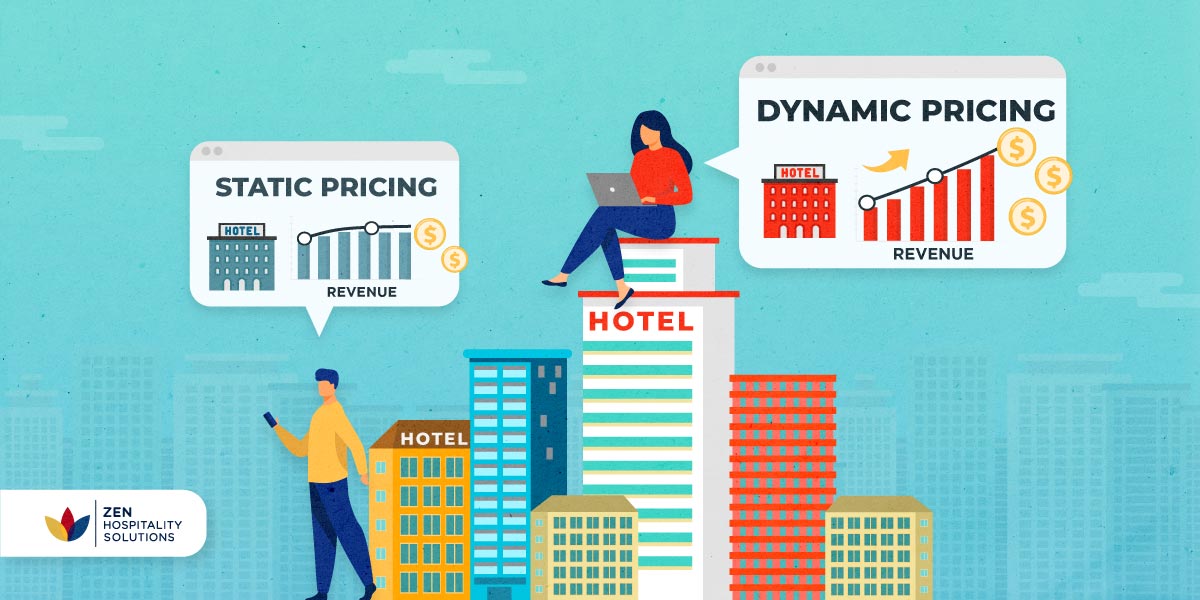 STATIC PRICING
HOTEL
REVENUE
DYNAMIC PRICING
HOTEL
REVENUE
HOTEL
HOTEL
ZEN
HOSPITALITY
SOLUTIONS
$
$
$
$
$